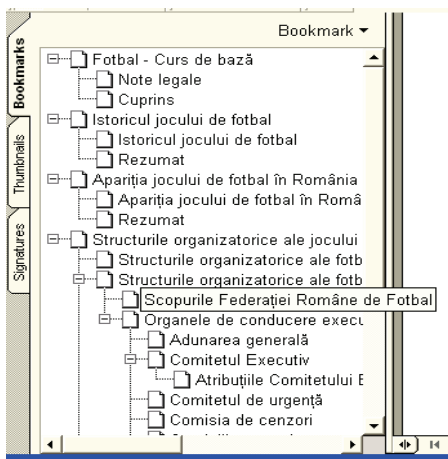 Bookmark
Bookmarks
Thumbnails
Signatures
Fotbal - Curs de bază
Note legale
Cuprins
Istoricul jocului de fotbal
Istoricul jocului de fotbal
Rezumat
Apariția jocului de fotbal în România
Apariția jocului de fotbal în Româ
Rezumat
Structurile organizatorice ale jocului
Structurile organizatorice ale fotb
Structurile organizatorice ale fotb
Scopurile Federației Române de Fotbal
Organele de conducere execu
Adunarea generală
Comitetul Executiv
Atribuțiile Comitetului E
Comitetul de urgență
Comisia de cenzori